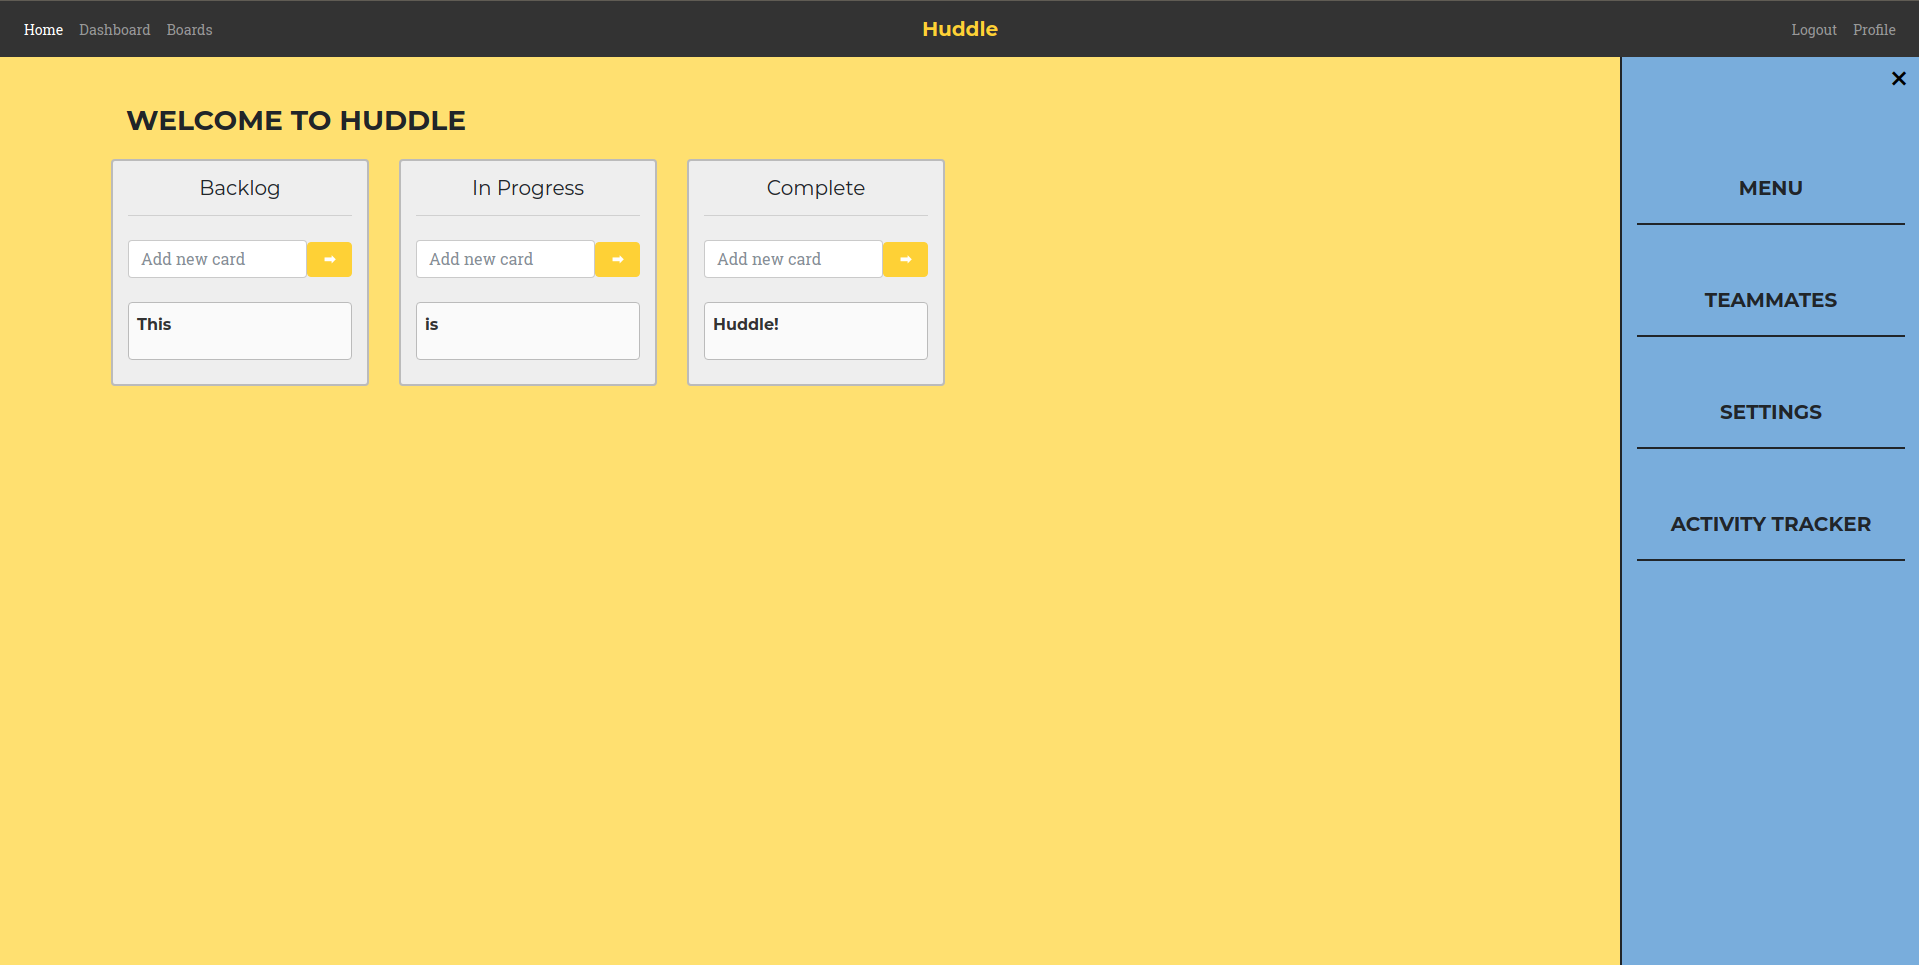 Home Dashboard Boards Huddle Logout Profile
WELCOME TO HUDDLE
Backlog
Add new card
This
In Progress
Add new card
is
Complete
Add new card
Huddle!
MENU
TEAMMATES
SETTINGS
ACTIVITY TRACKER